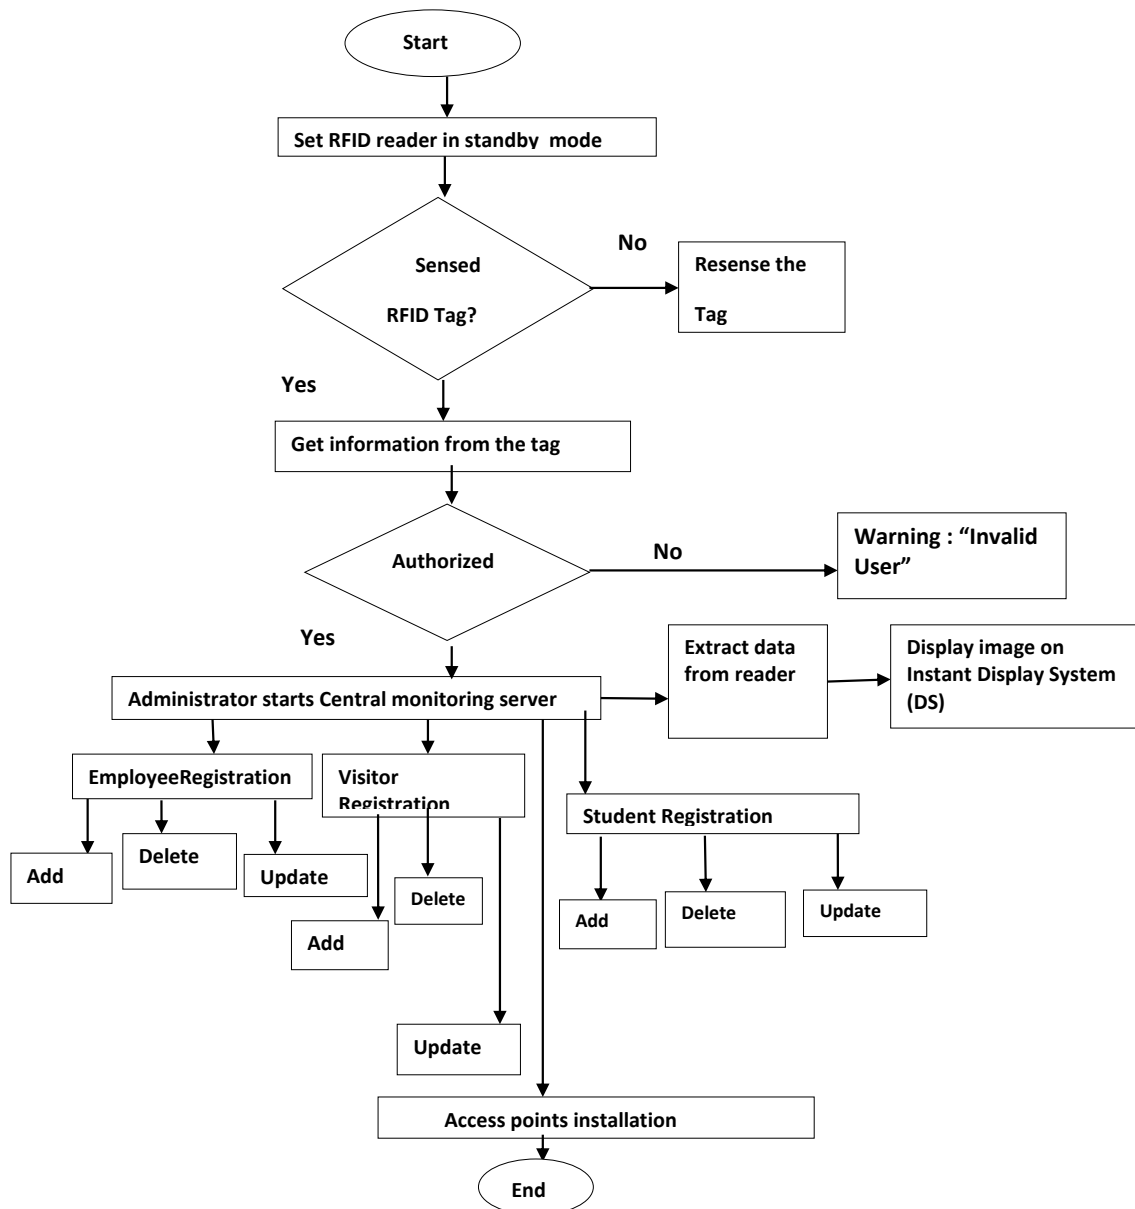 Start
Set RFID reader in standby mode
Sensed
RFID Tag?
No
Resense the
Tag
Yes
Get information from the tag
Authorized
No
Warning : “Invalid
User”
Yes
Extract data
from reader
Display image on
Instant Display System
(DS)
Administrator starts Central monitoring server
EmployeeRegistration
Visitor
Registration
Student Registration
Add
Delete
Update
Add
Delete
Update
Add
Delete
Update
Access points installation
End